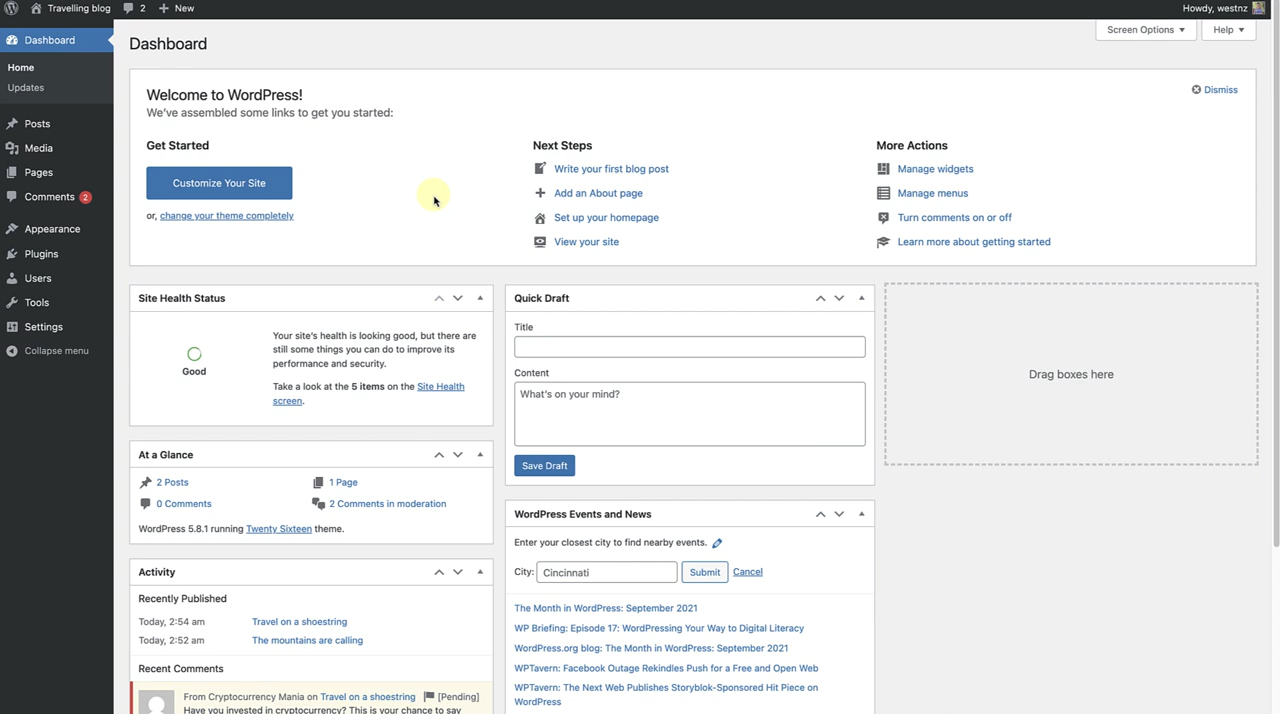 Travelling blog
2
New
Howdy, westnz
Dashboard
Home
Updates
Posts
Media
Pages
Comments 2
Appearance
Plugins
Users
Tools
Settings
Collapse menu
Dashboard
Screen Options
Help
Welcome to WordPress!
Dismiss
We've assembled some links to get you started:
Get Started
Customize Your Site
or, change your theme completely
Next Steps
Write your first blog post
Add an About page
Set up your homepage
View your site
More Actions
Manage widgets
Manage menus
Turn comments on or off
Learn more about getting started
Site Health Status
Good
Your site's health is looking good, but there are
still some things you can do to improve its
performance and security.
Take a look at the 5 items on the Site Health
screen.
At a Glance
2 Posts
1 Page
0 Comments
2 Comments in moderation
WordPress 5.8.1 running Twenty Sixteen theme.
Activity
Recently Published
Today, 2:54 am Travel on a shoestring
Today, 2:52 am The mountains are calling
Recent Comments
From Cryptocurrency Mania on Travel on a shoestring [Pending]
Have you invested in cryptocurrency? This is your chance to say
Quick Draft
Title
Content
What's on your mind?
Save Draft
WordPress Events and News
Enter your closest city to find nearby events.
City: Cincinnati Submit Cancel
The Month in WordPress: September 2021
WP Briefing: Episode 17: WordPressing Your Way to Digital Literacy
WordPress.org blog: The Month in WordPress: September 2021
WPTavern: Facebook Outage Rekindles Push for a Free and Open Web
WPTavern: The Next Web Publishes Storyblok-Sponsored Hit Piece on
WordPress
Drag boxes here